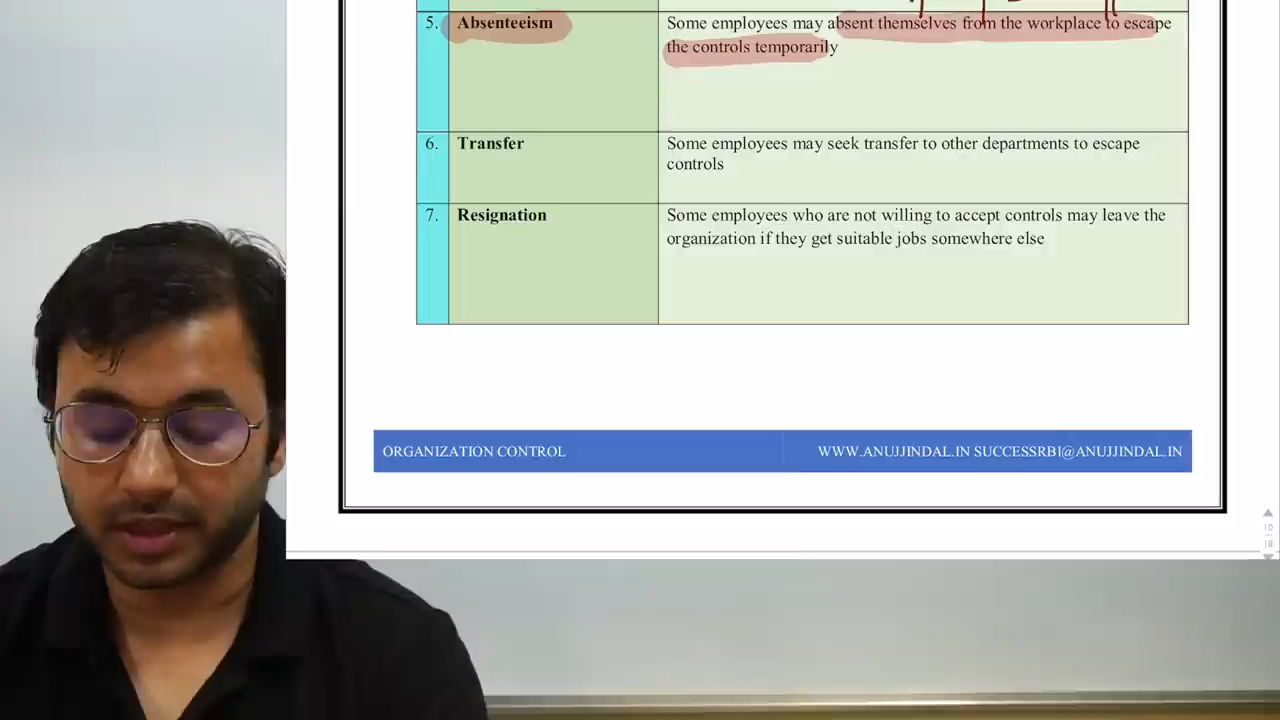 5. Absenteeism Some employees may absent themselves from the workplace to escape
the controls temporarily
6. Transfer Some employees may seek transfer to other departments to escape
controls
7. Resignation Some employees who are not willing to accept controls may leave the
organization if they get suitable jobs somewhere else
ORGANIZATION CONTROL WWW.ANUJJINDAL.IN SUCCESSRBI@ANUJJINDAL.IN
10
18